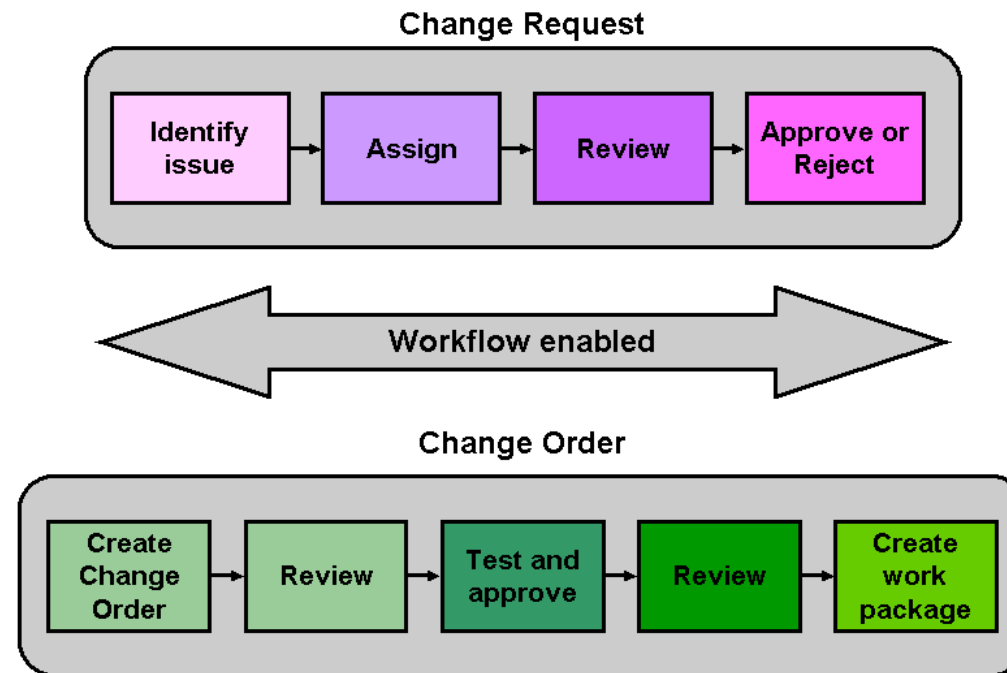 Change Request
Identify
issue
Assign
Review
Approve or
Reject
Workflow enabled
Change Order
Create
Change
Order
Review
Test and
approve
Review
Create
work
package